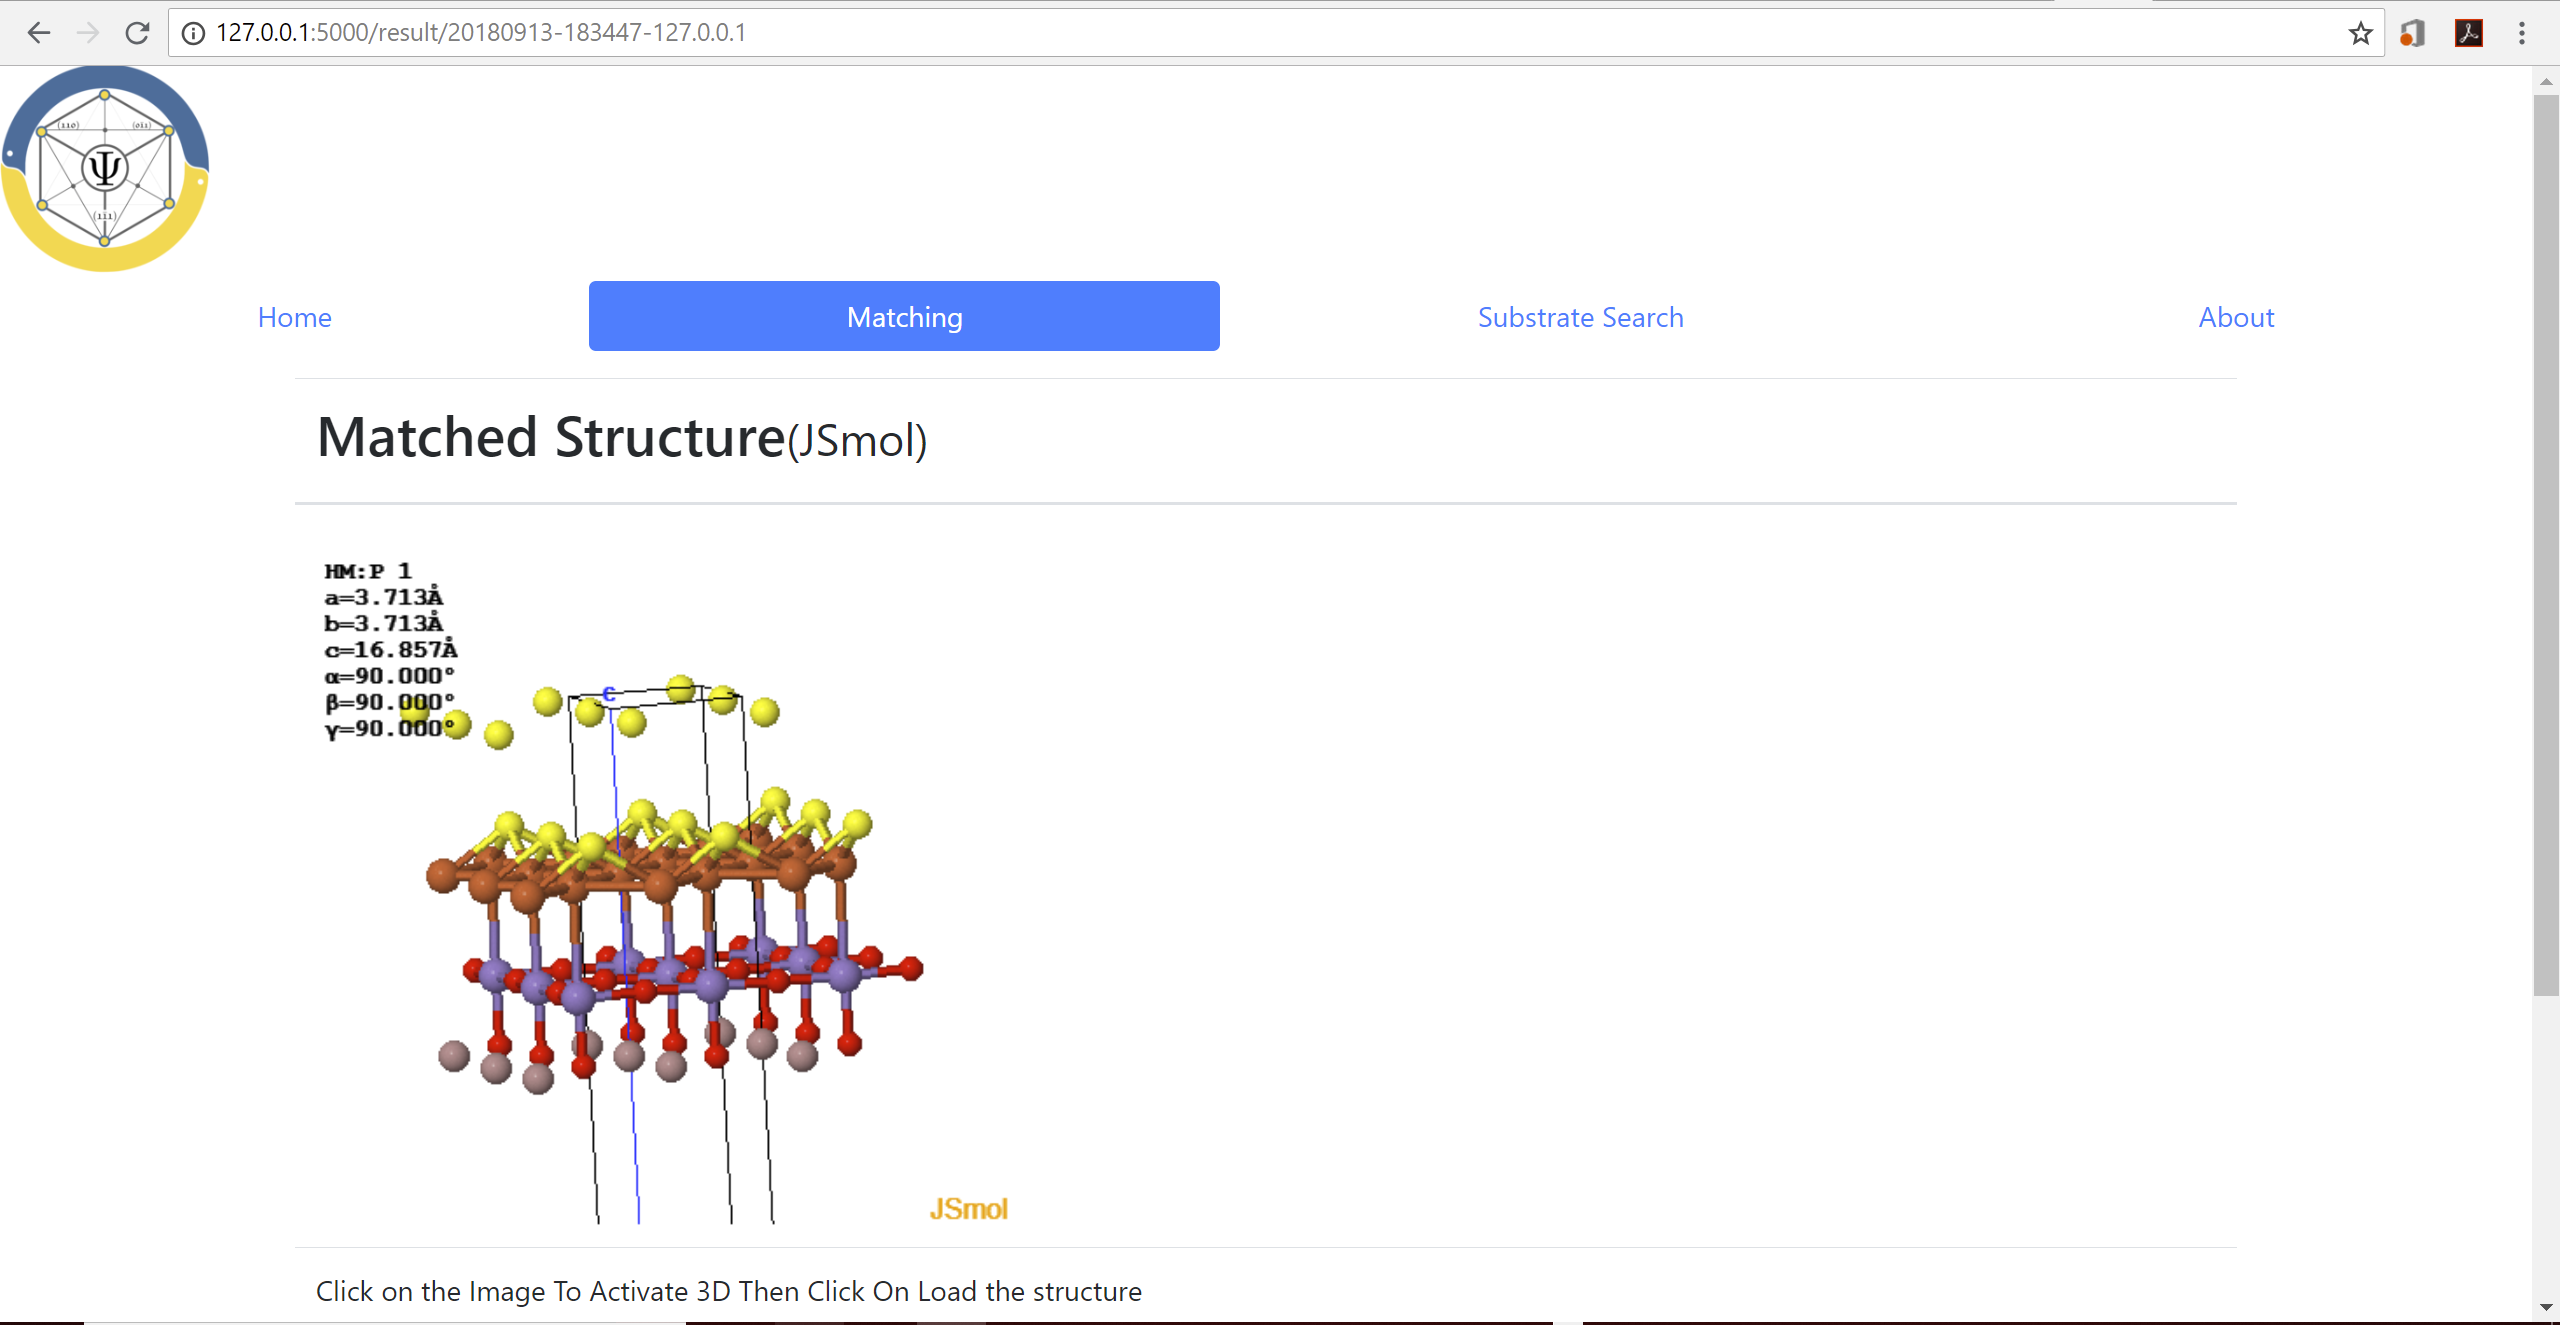 127.0.0.1:5000/result/20180913-183447-127.0.0.1
(110) (011)
Ψ
(111)
Home Matching Substrate Search About
Matched Structure(JSmol)
HM:P 1
a=3.713Å
b=3.713Å
c=16.857Å
α=90.000°
β=90.000°
γ=90.000°
c
JSmol
Click on the Image To Activate 3D Then Click On Load the structure